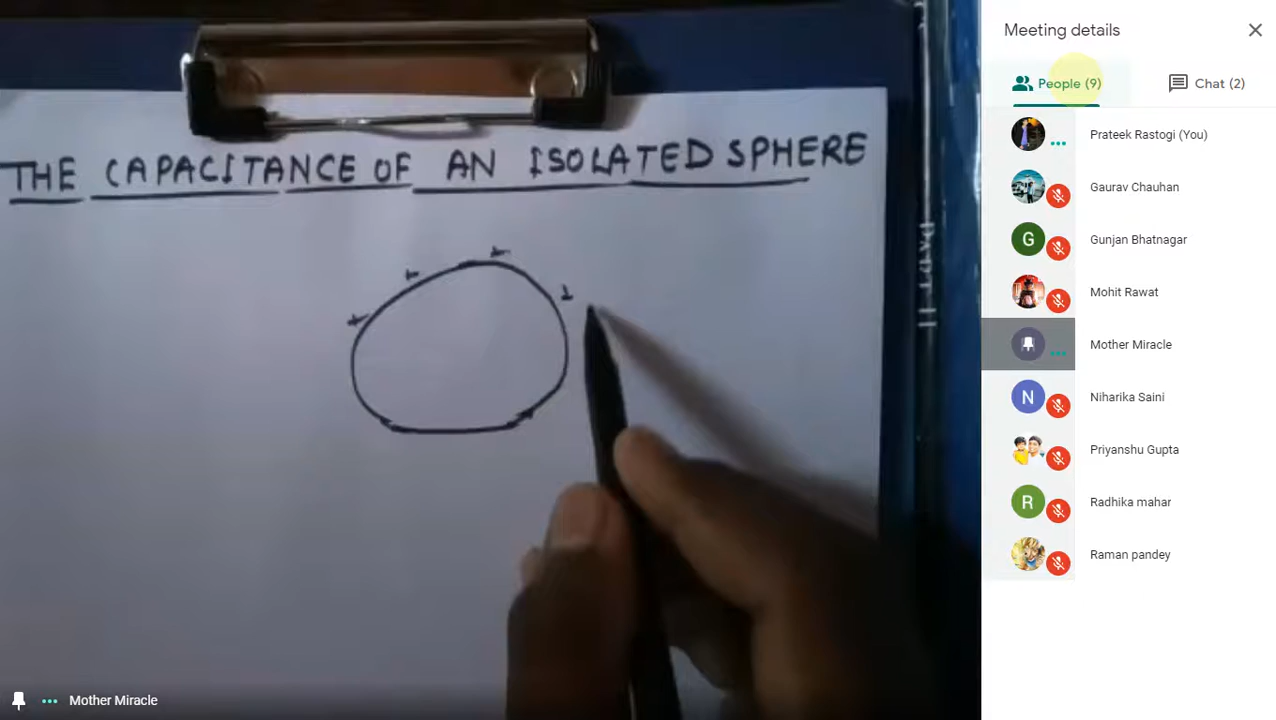 Meeting details
People (9)
Chat (2)
THE CAPACITANCE OF AN ISOLATED SPHERE
Prateek Rastogi (You)
Gaurav Chauhan
G
Gunjan Bhatnagar
Mohit Rawat
Mother Miracle
N
Niharika Saini
Priyanshu Gupta
R
Radhika mahar
Raman pandey
Mother Miracle